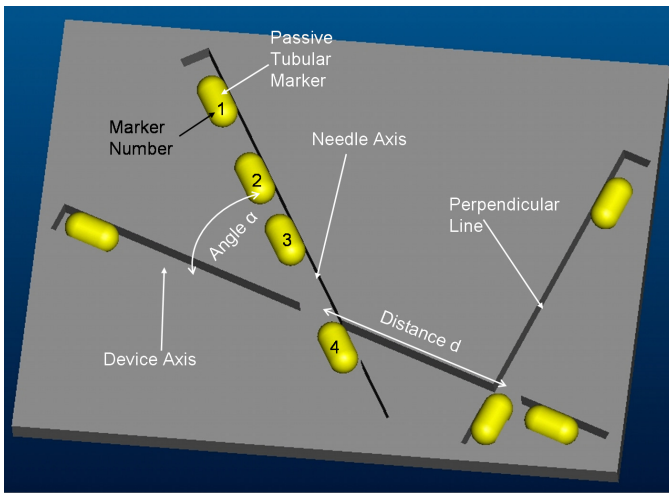 Passive
Tubular
Marker
1
Marker
Number
Needle Axis
2
Perpendicular
Line
Angle α
3
Distance d
4
Device Axis